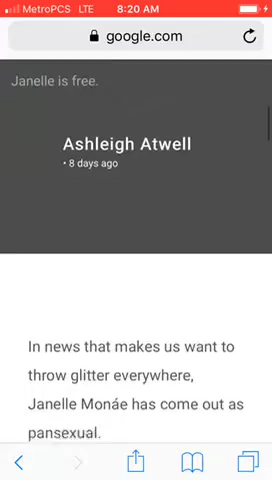 MetroPCS LTE 8:20 AM
google.com
Janelle is free.
Ashleigh Atwell
• 8 days ago
In news that makes us want to
throw glitter everywhere,
Janelle Monáe has come out as
pansexual.